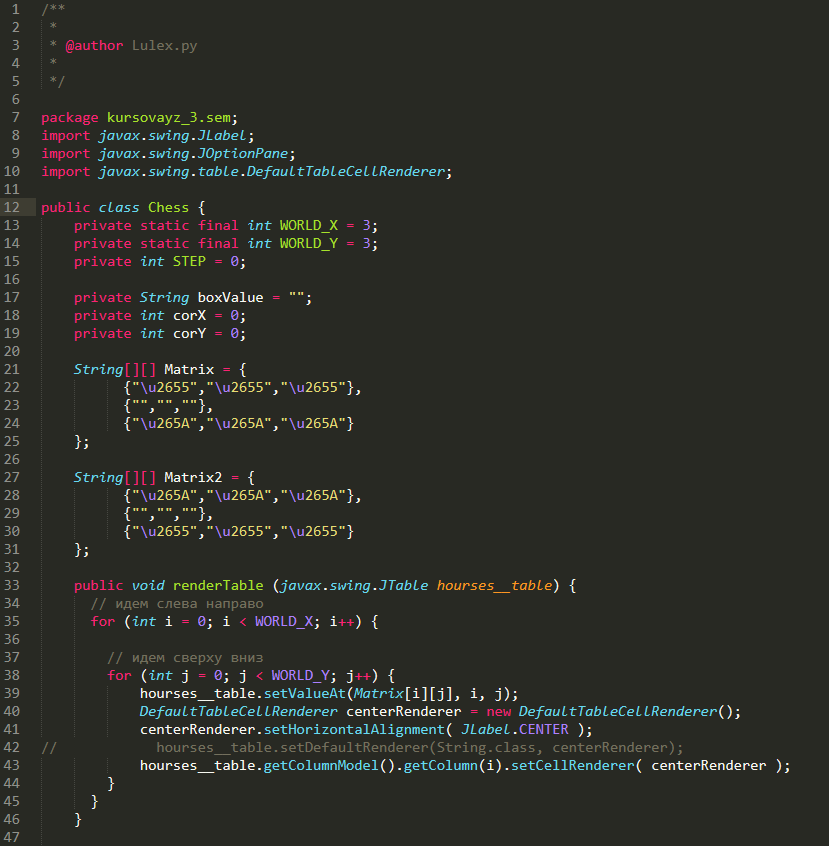 1 /**
2  *
3  * @author Lulex.py
4  *
5  */
6
7 package kursovayz_3.sem;
8 import javax.swing.JLabel;
9 import javax.swing.JOptionPane;
10 import javax.swing.table.DefaultTableCellRenderer;
11
12 public class Chess {
13     private static final int WORLD_X = 3;
14     private static final int WORLD_Y = 3;
15     private int STEP = 0;
16
17     private String boxValue = "";
18     private int corX = 0;
19     private int corY = 0;
20
21     String[][] Matrix = {
22           {"\u2655","\u2655","\u2655"},
23           {"","",""},
24           {"\u265A","\u265A","\u265A"}
25     };
26
27     String[][] Matrix2 = {
28           {"\u265A","\u265A","\u265A"},
29           {"","",""},
30           {"\u2655","\u2655","\u2655"}
31     };
32
33     public void renderTable (javax.swing.JTable hourses__table) {
34       // идем слева направо
35       for (int i = 0; i < WORLD_X; i++) {
36
37         // идем сверху вниз
38         for (int j = 0; j < WORLD_Y; j++) {
39             hourses__table.setValueAt(Matrix[i][j], i, j);
40             DefaultTableCellRenderer centerRenderer = new DefaultTableCellRenderer();
41             centerRenderer.setHorizontalAlignment( JLabel.CENTER );
42 //            hourses__table.setDefaultRenderer(String.class, centerRenderer);
43             hourses__table.getColumnModel().getColumn(i).setCellRenderer( centerRenderer );
44         }
45       }
46     }
47